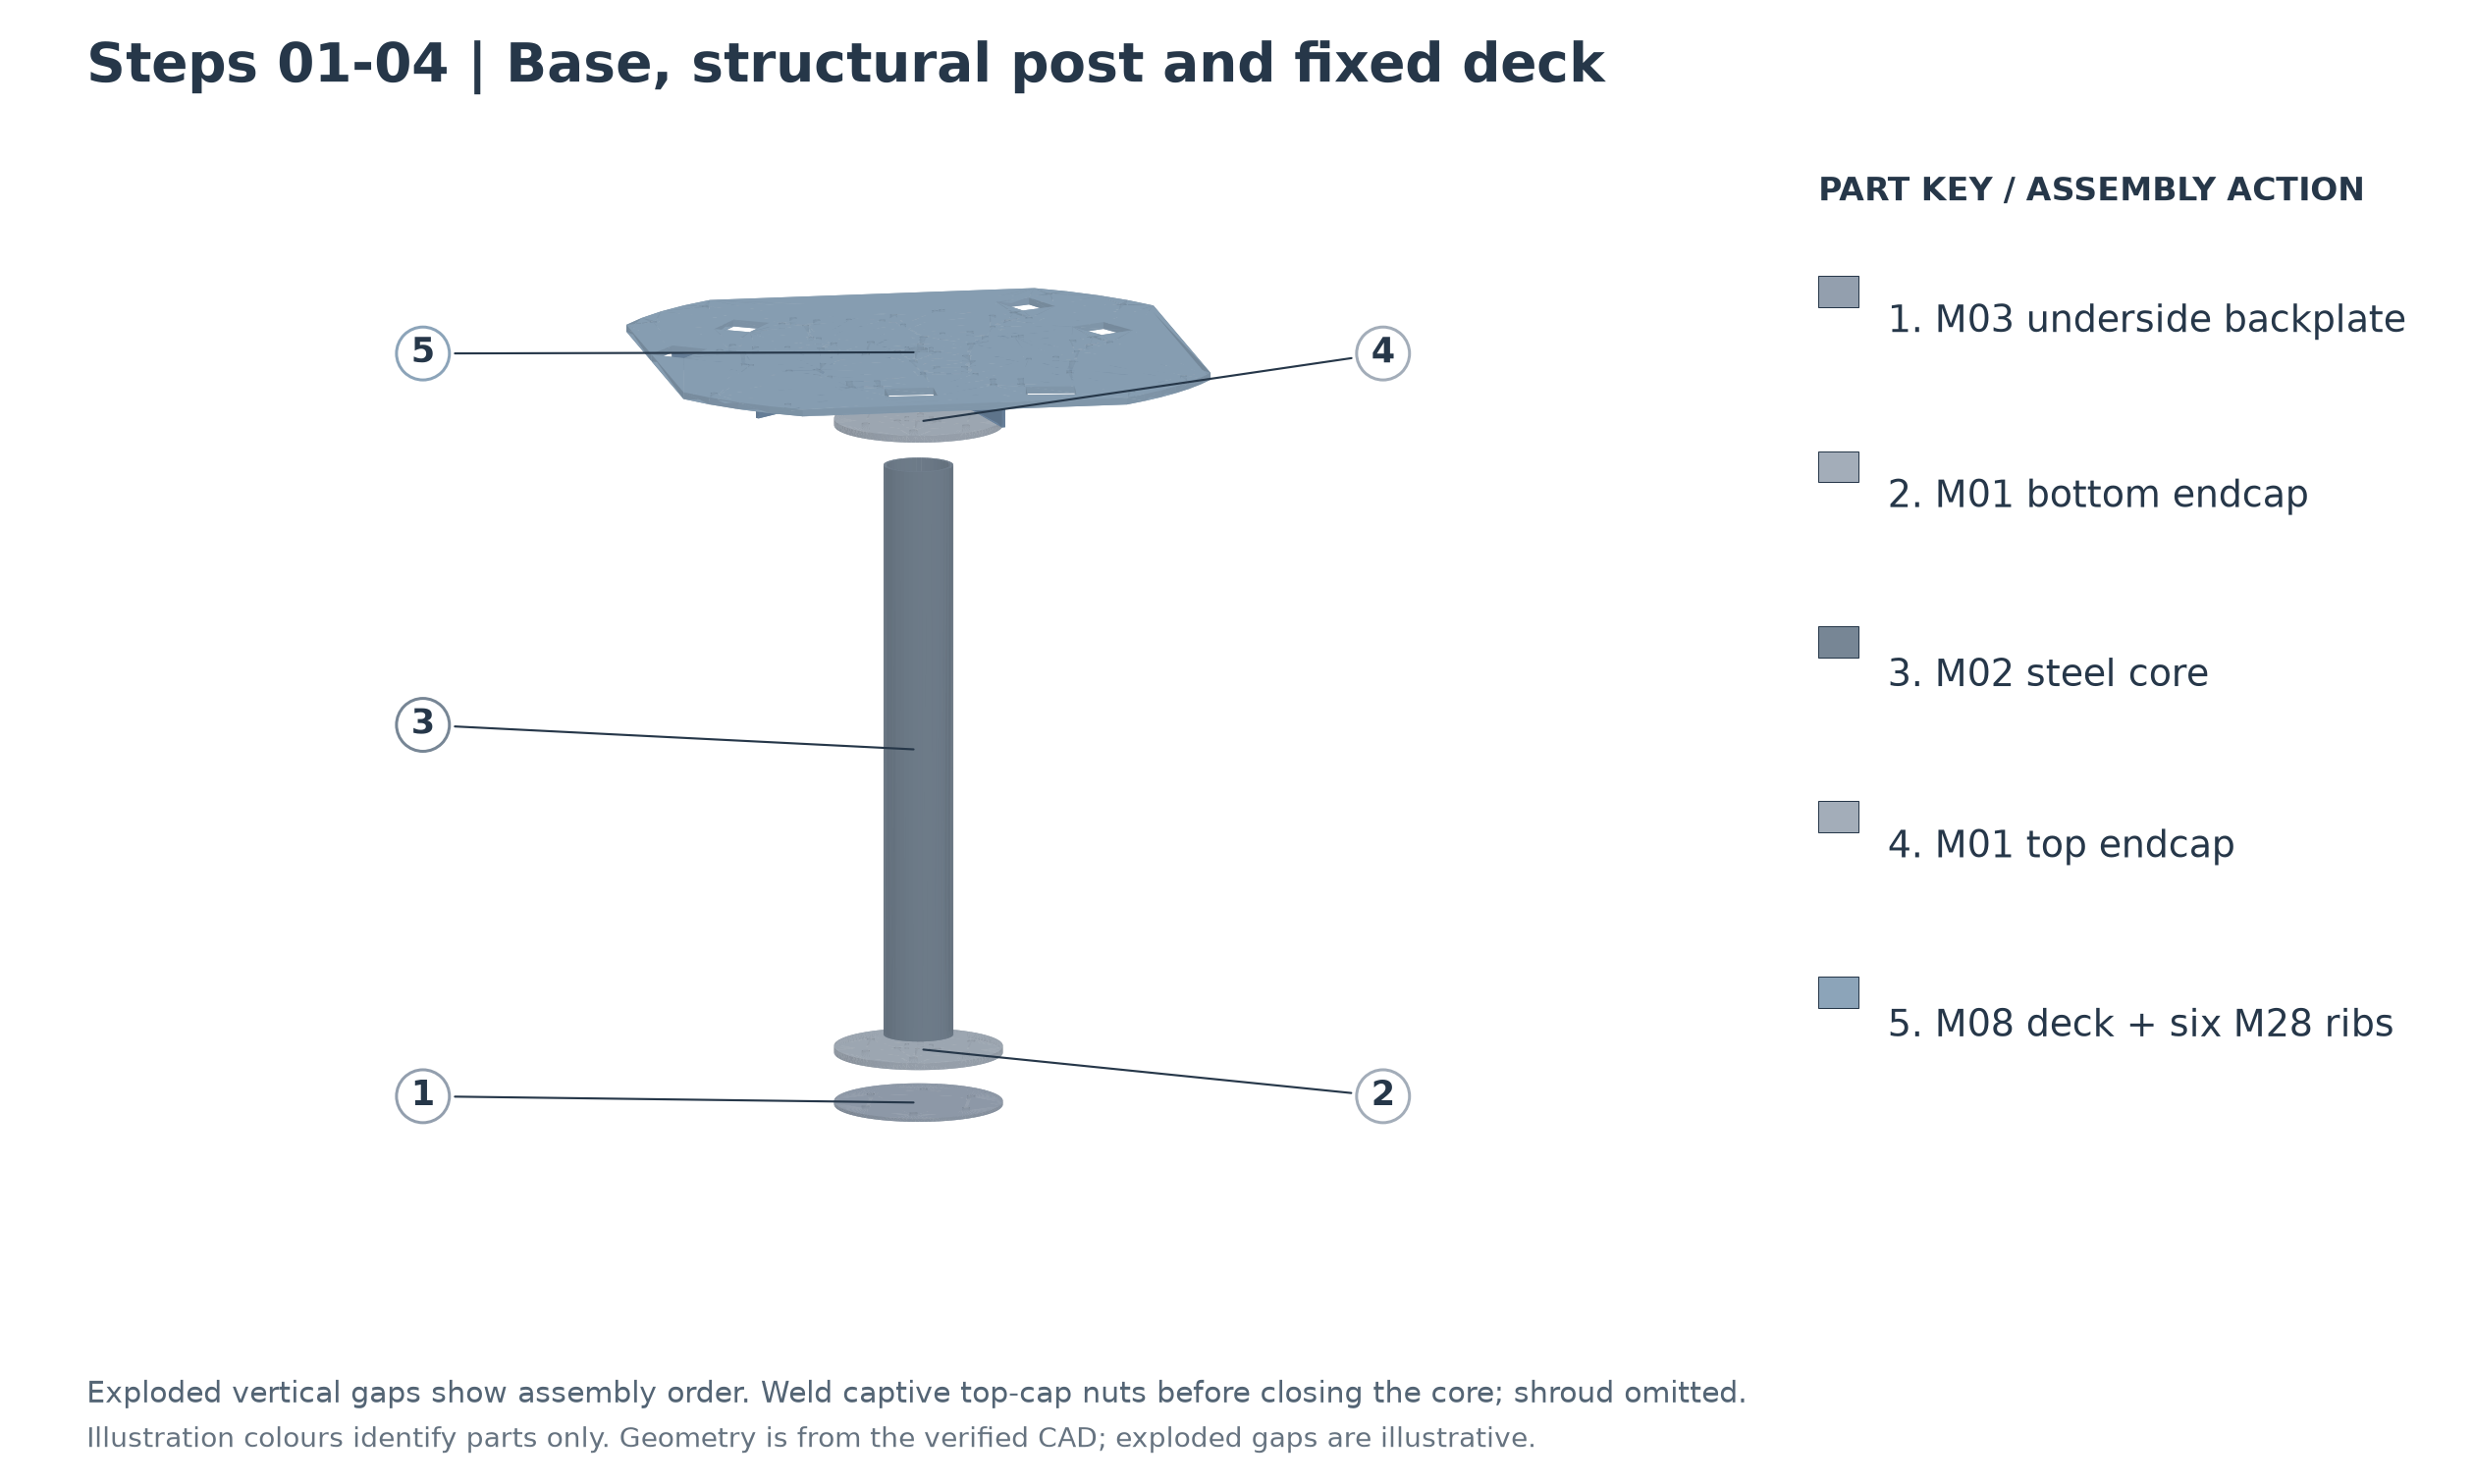 Steps 01-04 | Base, structural post and fixed deck
PART KEY / ASSEMBLY ACTION
1. M03 underside backplate
2. M01 bottom endcap
3. M02 steel core
4. M01 top endcap
5. M08 deck + six M28 ribs
5
4
3
1
2
Exploded vertical gaps show assembly order. Weld captive top-cap nuts before closing the core; shroud omitted.
Illustration colours identify parts only. Geometry is from the verified CAD; exploded gaps are illustrative.